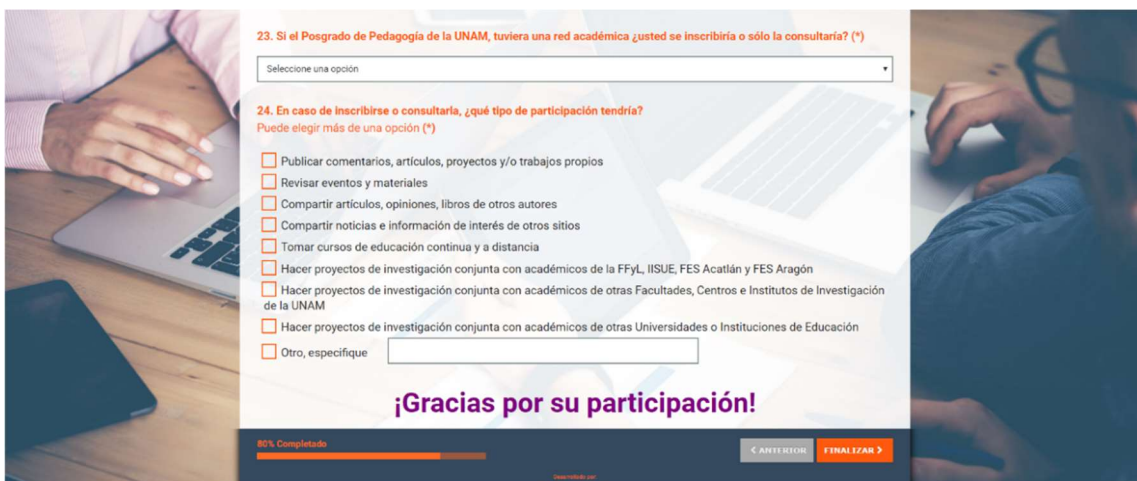 23. Si el Posgrado de Pedagogía de la UNAM, tuviera una red académica ¿usted se inscribiría o sólo la consultaría? (*)
Seleccione una opción
24. En caso de inscribirse o consultarla, ¿qué tipo de participación tendría?
Puede elegir más de una opción (*)
Publicar comentarios, artículos, proyectos y/o trabajos propios
Revisar eventos y materiales
Compartir artículos, opiniones, libros de otros autores
Compartir noticias e información de interés de otros sitios
Tomar cursos de educación continua y a distancia
Hacer proyectos de investigación conjunta con académicos de la FFyL, IISUE, FES Acatlán y FES Aragón
Hacer proyectos de investigación conjunta con académicos de otras Facultades, Centros e Institutos de Investigación
de la UNAM
Hacer proyectos de investigación conjunta con académicos de otras Universidades o Instituciones de Educación
Otro, especifique
¡Gracias por su participación!
80% Completado
< ANTERIOR
FINALIZAR >
Desarrollado por